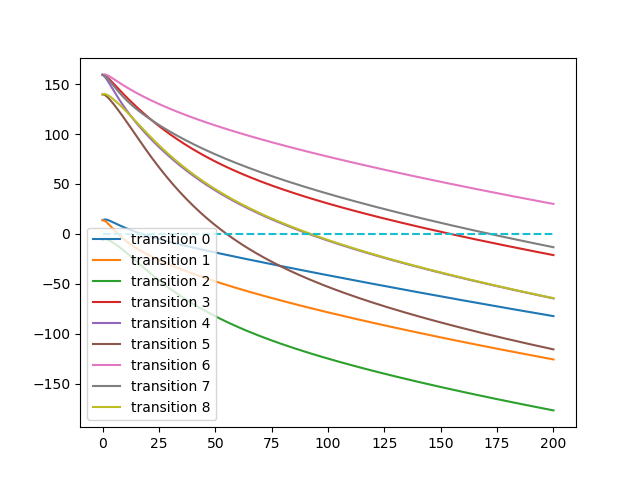 150
100
50
0
−50
−100
−150
transition 0
transition 1
transition 2
transition 3
transition 4
transition 5
transition 6
transition 7
transition 8
0 25 50 75 100 125 150 175 200